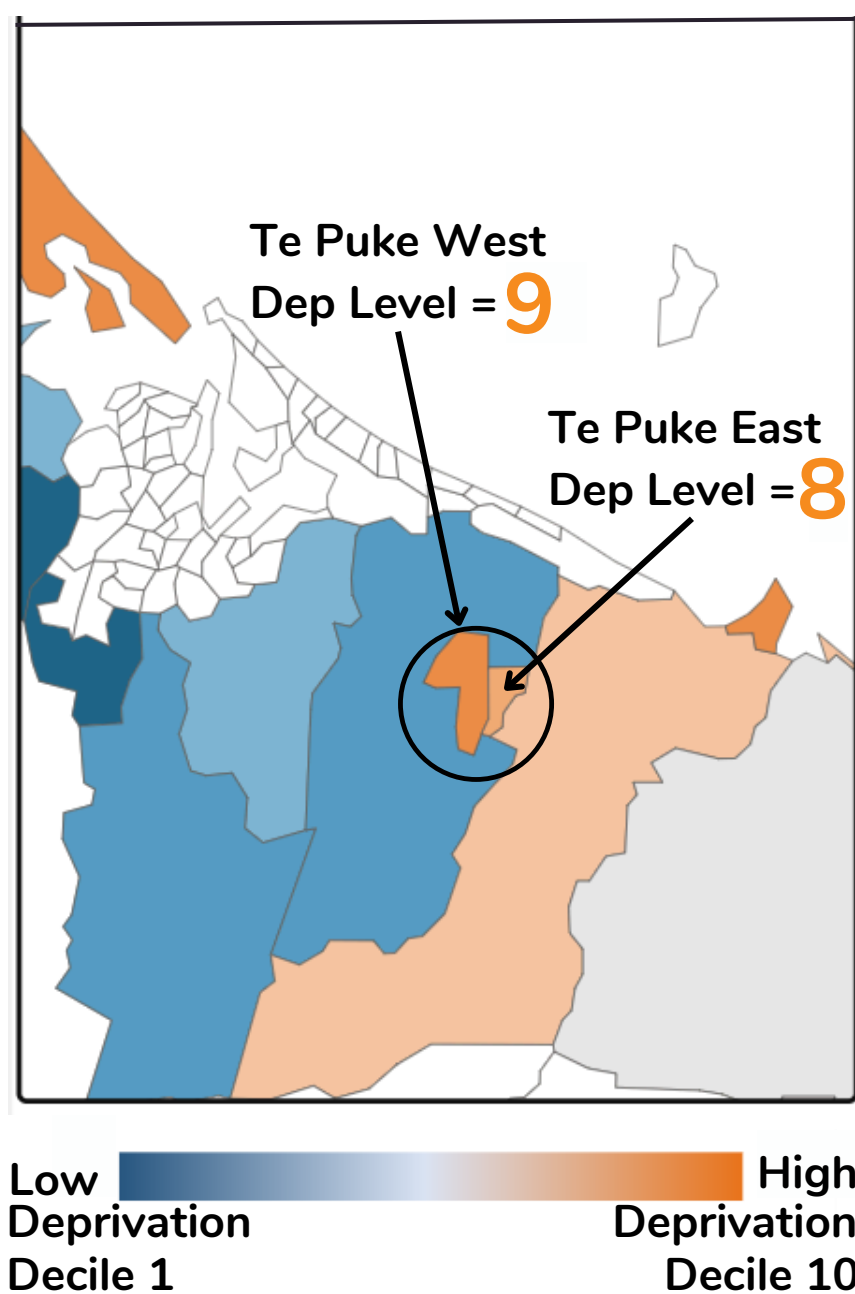 Te Puke West
Dep Level = 9
Te Puke East
Dep Level = 8
Low
Deprivation
Decile 1
High
Deprivation
Decile 10